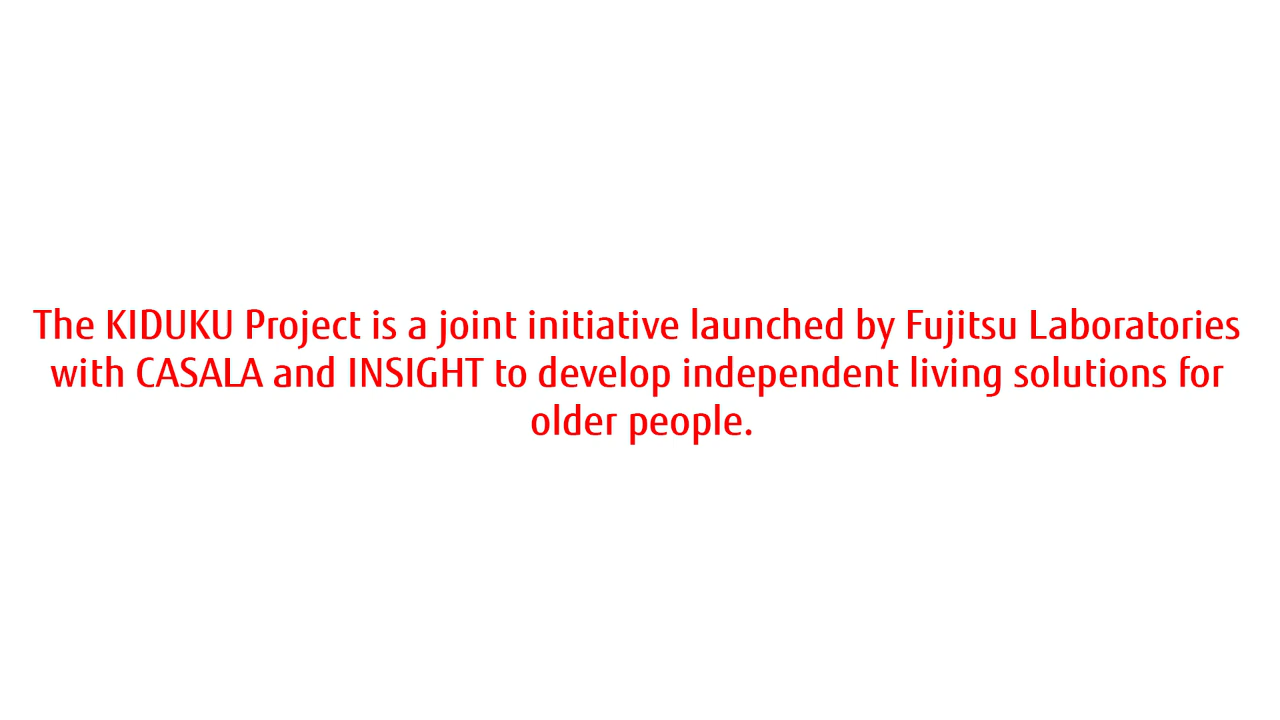 The KIDUKU Project is a joint initiative launched by Fujitsu Laboratories
with CASALA and INSIGHT to develop independent living solutions for
older people.